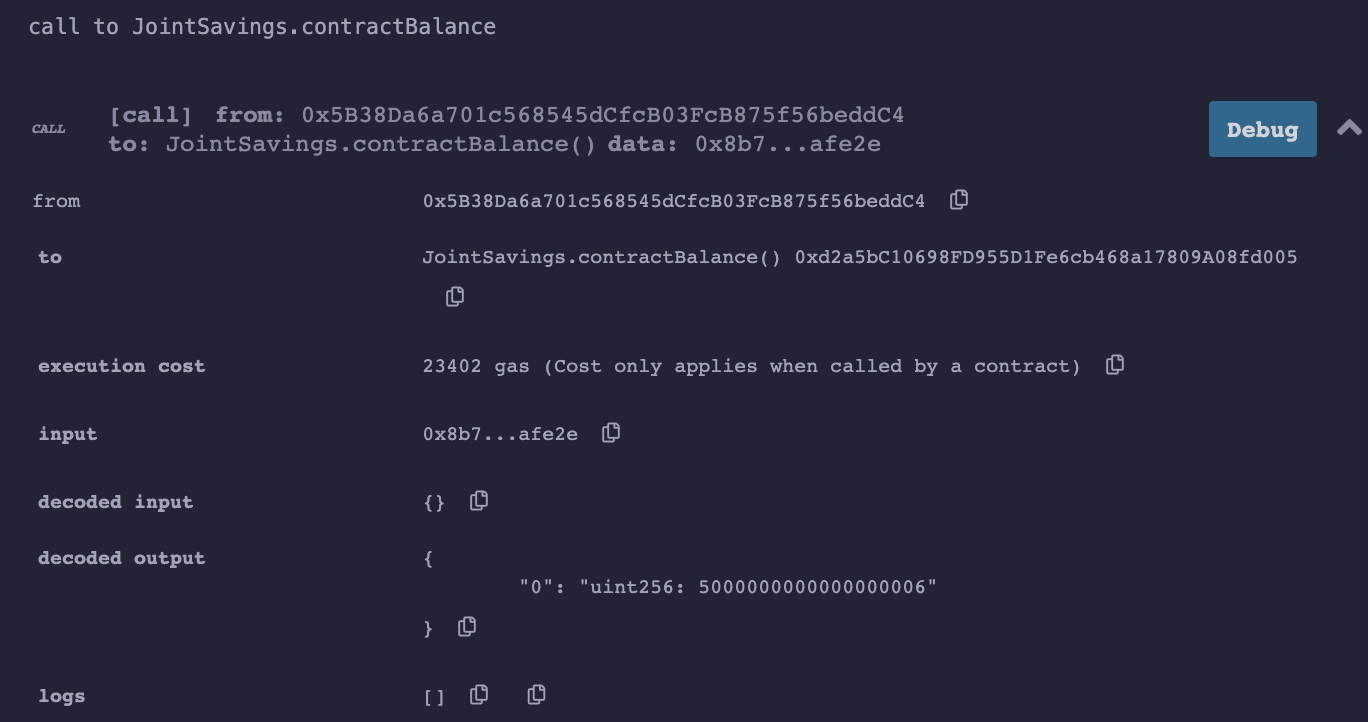 call to JointSavings.contractBalance
CALL
[call] from: 0x5B38Da6a701c568545dCfcB03FcB875f56beddC4
to: JointSavings.contractBalance() data: 0x8b7...afe2e
Debug
from 0x5B38Da6a701c568545dCfcB03FcB875f56beddC4
to JointSavings.contractBalance() 0xd2a5bC10698FD955D1Fe6cb468a17809A08fd005
execution cost 23402 gas (Cost only applies when called by a contract)
input 0x8b7...afe2e
decoded input {}
decoded output {
"0": "uint256: 5000000000000000006"
}
logs []